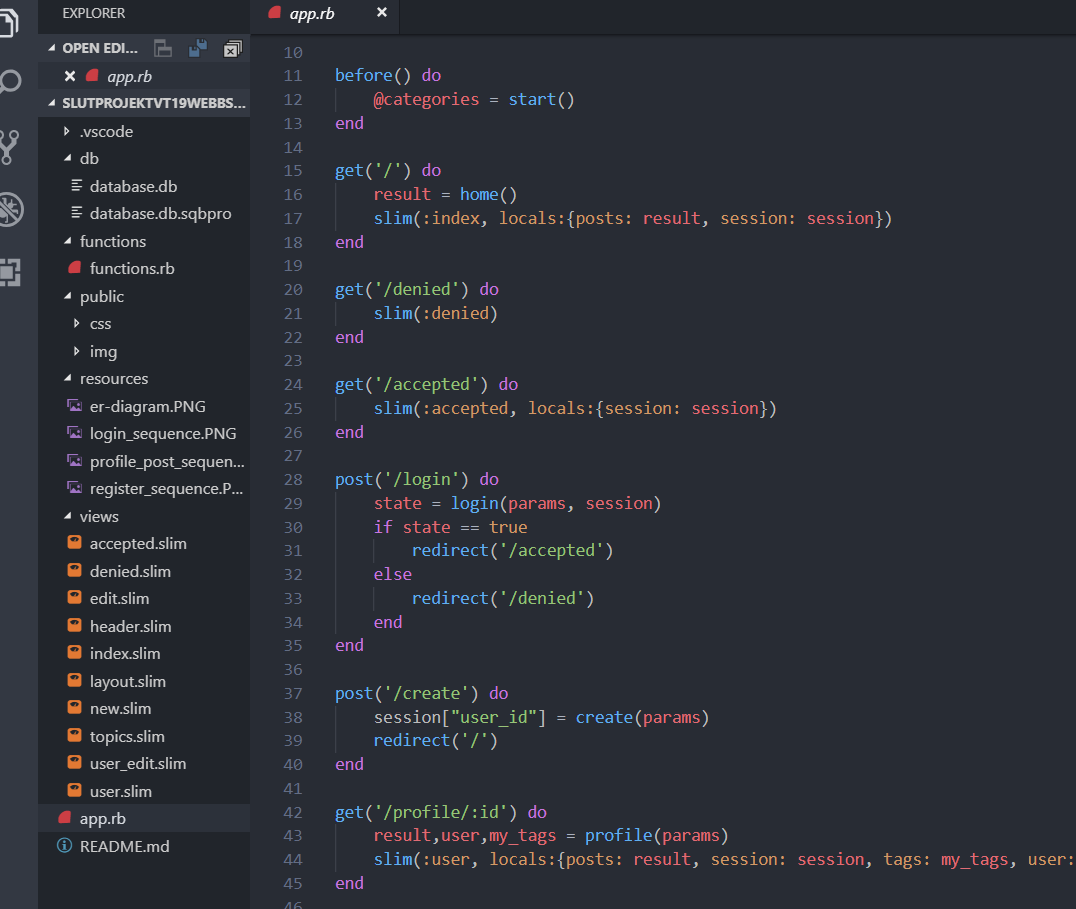 EXPLORER
OPEN EDI...
app.rb
SLUTPROJEKTVT19WEBBS...
.vscode
db
database.db
database.db.sqbpro
functions
functions.rb
public
css
img
resources
er-diagram.PNG
login_sequence.PNG
profile_post_sequen...
register_sequence.P...
views
accepted.slim
denied.slim
edit.slim
header.slim
index.slim
layout.slim
new.slim
topics.slim
user_edit.slim
user.slim
app.rb
README.md
app.rb
10
11 before() do
12     @categories = start()
13 end
14
15 get('/') do
16     result = home()
17     slim(:index, locals:{posts: result, session: session})
18 end
19
20 get('/denied') do
21     slim(:denied)
22 end
23
24 get('/accepted') do
25     slim(:accepted, locals:{session: session})
26 end
27
28 post('/login') do
29     state = login(params, session)
30     if state == true
31         redirect('/accepted')
32     else
33         redirect('/denied')
34     end
35 end
36
37 post('/create') do
38     session["user_id"] = create(params)
39     redirect('/')
40 end
41
42 get('/profile/:id') do
43     result,user,my_tags = profile(params)
44     slim(:user, locals:{posts: result, session: session, tags: my_tags, user:
45 end
46